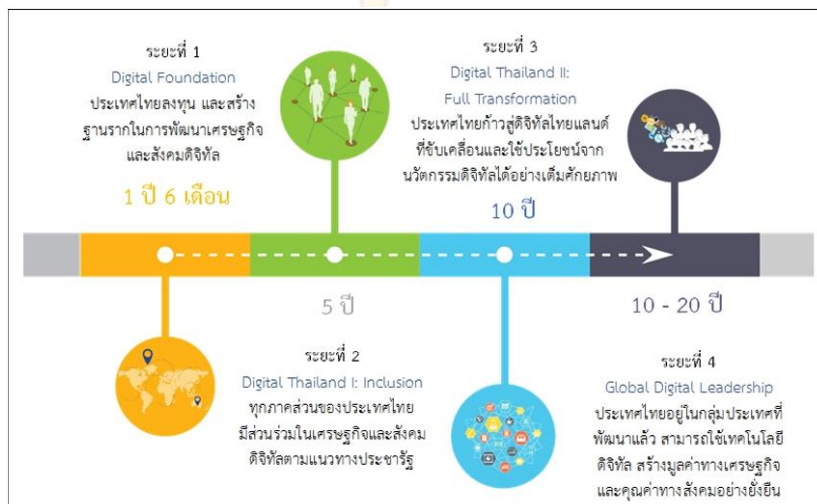 ระยะที่ 1
Digital Foundation
ประเทศไทยลงทุน และสร้าง
ฐานรากในการพัฒนาเศรษฐกิจ
และสังคมดิจิทัล
1 ปี 6 เดือน
5 ปี
ระยะที่ 2
Digital Thailand I: Inclusion
ทุกภาคส่วนของประเทศไทย
มีส่วนร่วมในเศรษฐกิจและสังคม
ดิจิทัลตามแนวทางประชารัฐ
ระยะที่ 3
Digital Thailand II:
Full Transformation
ประเทศไทยก้าวสู่ดิจิทัลไทยแลนด์
ที่ขับเคลื่อนและใช้ประโยชน์จาก
นวัตกรรมดิจิทัลได้อย่างเต็มศักยภาพ
10 ปี
10 - 20 ปี
ระยะที่ 4
Global Digital Leadership
ประเทศไทยอยู่ในกลุ่มประเทศที่
พัฒนาแล้ว สามารถใช้เทคโนโลยี
ดิจิทัล สร้างมูลค่าทางเศรษฐกิจ
และคุณค่าทางสังคมอย่างยั่งยืน